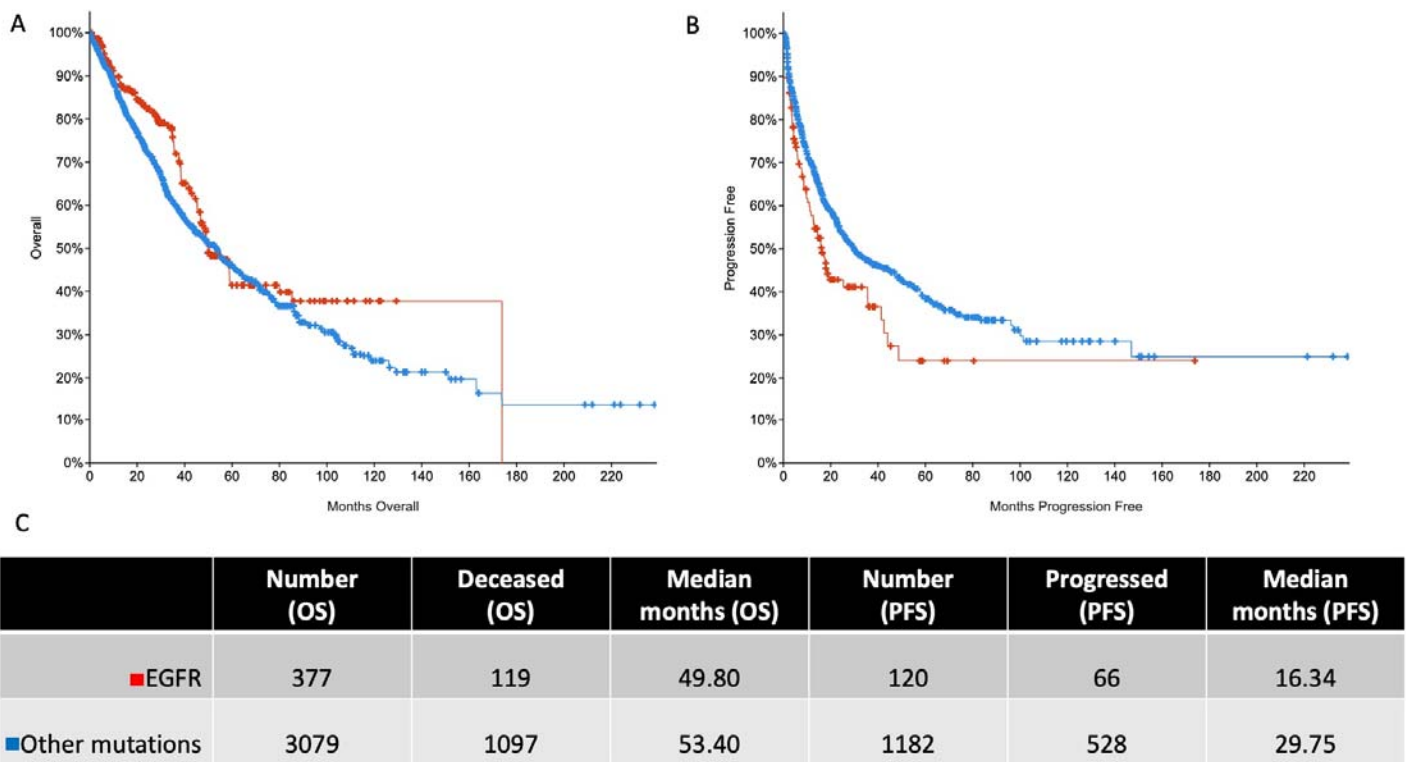 A
100%
90%
80%
70%
60%
50%
40%
30%
20%
10%
0%
Overall
0 20 40 60 80 100 120 140 160 180 200 220
Months Overall
B
100%
90%
80%
70%
60%
50%
40%
30%
20%
10%
0%
Progression Free
0 20 40 60 80 100 120 140 160 180 200 220
Months Progression Free
C
Number (OS) Deceased (OS) Median months (OS) Number (PFS) Progressed (PFS) Median months (PFS)
EGFR 377 119 49.80 120 66 16.34
Other mutations 3079 1097 53.40 1182 528 29.75